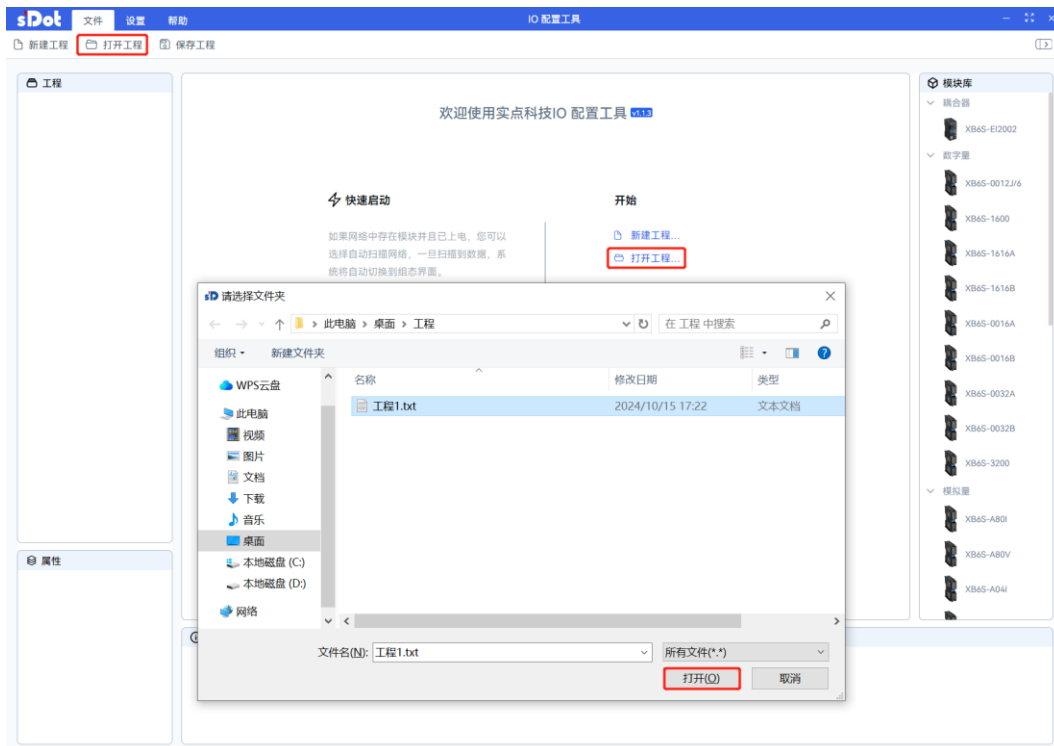 sDot 文件 设置 帮助 IO 配置工具
新建工程 打开工程 保存工程
工程
欢迎使用实点科技IO 配置工具 v1.1.3
快速启动
如果网络中存在模块并且已上电，您可以
选择自动扫描网络，一旦扫描到数据，系
统将自动切换到组态界面。
开始
新建工程...
打开工程...
模块库
耦合器
XB6S-EI2002
数字量
XB6S-0012J/6
XB6S-1600
XB6S-1616A
XB6S-1616B
XB6S-0016A
XB6S-0016B
XB6S-0032A
XB6S-0032B
XB6S-3200
模拟量
XB6S-A80I
XB6S-A80V
XB6S-A04I
属性
sD 请选择文件夹
此电脑 › 桌面 › 工程 在 工程 中搜索
组织 新建文件夹
WPS云盘
此电脑
视频
图片
文档
下载
音乐
桌面
本地磁盘 (C:)
本地磁盘 (D:)
网络
名称 修改日期 类型
工程1.txt 2024/10/15 17:22 文本文档
文件名(N): 工程1.txt 所有文件(*.*)
打开(O) 取消